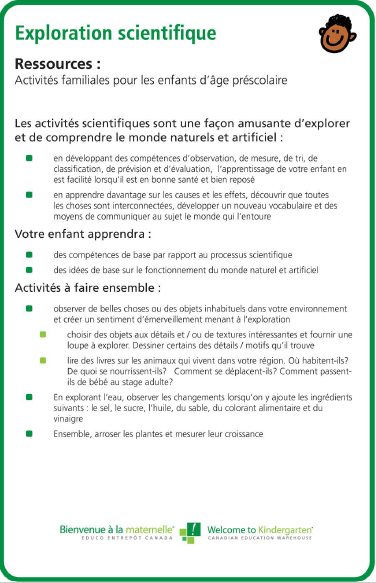 Exploration scientifique
Ressources :
Activités familiales pour les enfants d'âge préscolaire
Les activités scientifiques sont une façon amusante d'explorer
et de comprendre le monde naturels et artificiel :
en développant des compétences d'observation, de mesure, de tri, de
classification, de prévision et d'évaluation, l'apprentissage de votre enfant en
est facilité lorsqu'il est en bonne santé et bien reposé
en apprendre davantage sur les causes et les effets, découvrir que toutes
les choses sont interconnectées, développer un nouveau vocabulaire et des
moyens de communiquer au sujet le monde qui l'entoure
Votre enfant apprendra :
des compétences de base par rapport au processus scientifique
des idées de base sur le fonctionnement du monde naturel et artificiel
Activités à faire ensemble :
observer de belles choses ou des objets inhabituels dans votre environnement
et créer un sentiment d'émerveillement menant à l'exploration
choisir des objets aux détails et / ou de textures intéressantes et fournir une
loupe à explorer. Dessiner certains des détails / motifs qu'il trouve
lire des livres sur les animaux qui vivent dans votre région. Où habitent-ils?
De quoi se nourrissent-ils? Comment se déplacent-ils? Comment passent-
ils de bébé au stade adulte?
En explorant l'eau, observer les changements lorsqu'on y ajoute les ingrédients
suivants : le sel, le sucre, l'huile, du sable, du colorant alimentaire et du
vinaigre
Ensemble, arroser les plantes et mesurer leur croissance
Bienvenue à la maternelle Welcome to Kindergarten
EDUCO ENTREPÔT CANADA CANADIAN EDUCATION WAREHOUSE